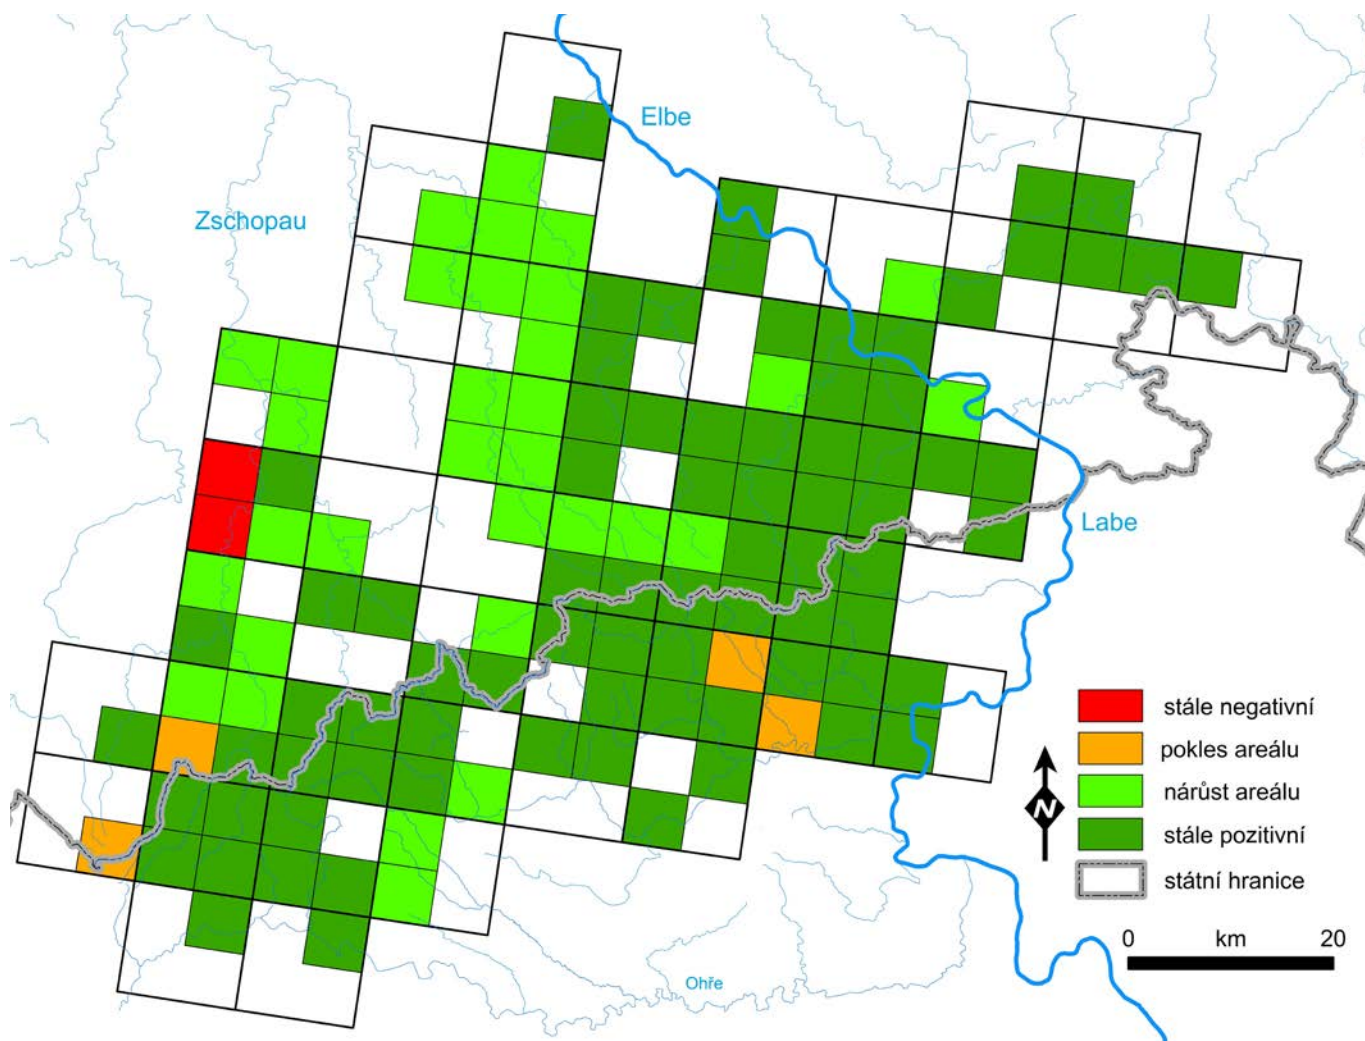 Elbe
Zschopau
Labe
stále negativní
pokles areálu
nárůst areálu
stále pozitivní
státní hranice
N
0 km 20
Ohře